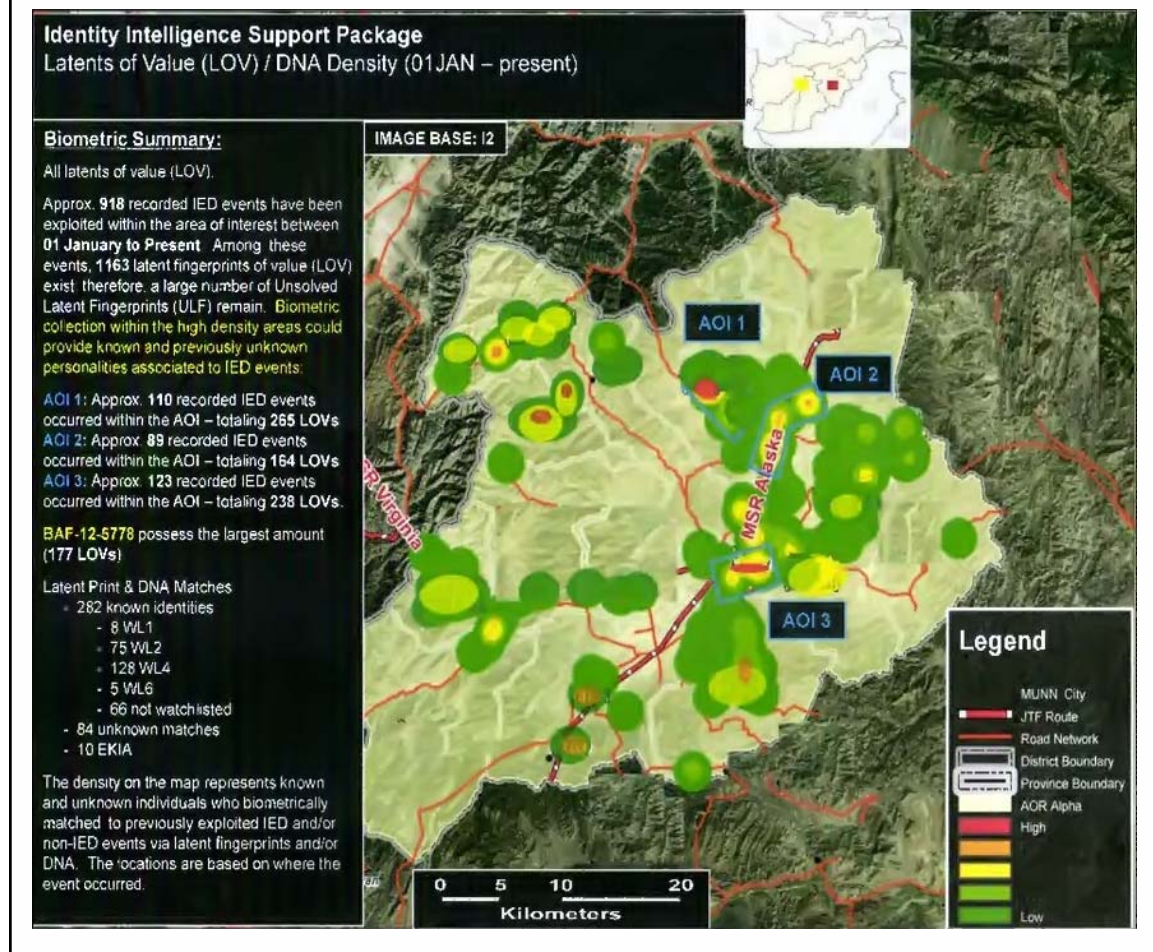 Identity Intelligence Support Package
Latents of Value (LOV) / DNA Density (01JAN – present)
Biometric Summary:
All latents of value (LOV).
Approx. 918 recorded IED events have been
exploited within the area of interest between
01 January to Present Among these
events, 1163 latent fingerprints of value (LOV)
exist therefore, a large number of Unsolved
Latent Fingerprints (ULF) remain. Biometric
collection within the high density areas could
provide known and previously unknown
personalities associated to IED events:
AOI 1: Approx. 110 recorded IED events
occurred within the AOI – totaling 265 LOVs
AOI 2: Approx. 89 recorded IED events
occurred within the AOI – totaling 164 LOVs
AOI 3: Approx. 123 recorded IED events
occurred within the AOI – totaling 238 LOVs.
BAF-12-5778 possess the largest amount
(177 LOVs)
Latent Print & DNA Matches
- 282 known identities
- 8 WL1
- 75 WL2
- 128 WL4
- 5 WL6
- 66 not watchlisted
- 84 unknown matches
- 10 EKIA
The density on the map represents known
and unknown individuals who biometrically
matched to previously exploited IED and/or
non-IED events via latent fingerprints and/or
DNA. The locations are based on where the
event occurred.
IMAGE BASE: I2
AOI 1
AOI 2
MSR Alaska
SR Virginia
AOI 3
0 5 10 20
Kilometers
Legend
MUNN City
JTF Route
Road Network
District Boundary
Province Boundary
AOR Alpha
High
Low